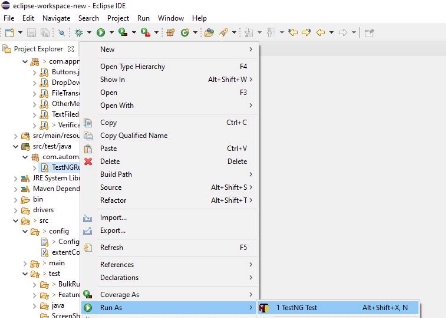 eclipse-workspace-new - Eclipse IDE
File Edit Navigate Search Project Run Window Help
Project Explorer
> com.appr
Buttons.j
DropDow
FileTrans
OtherMe
TextFiled
> Verifica
src/main/resou
src/test/java
com.autom
TestNGRu
JRE System Libr
Maven Depend
bin
drivers
> src
> config
> Config
extentCo
> main
> test
> BulkRu
> Feature
> java
> ScreenSh
New
Open Type Hierarchy F4
Show In Alt+Shift+W
Open F3
Open With
Copy Ctrl+C
Copy Qualified Name
Paste Ctrl+V
Delete Delete
Build Path
Source Alt+Shift+S
Refactor Alt+Shift+T
Import...
Export...
Refresh F5
References
Declarations
Coverage As
Run As
1 TestNG Test Alt+Shift+X, N